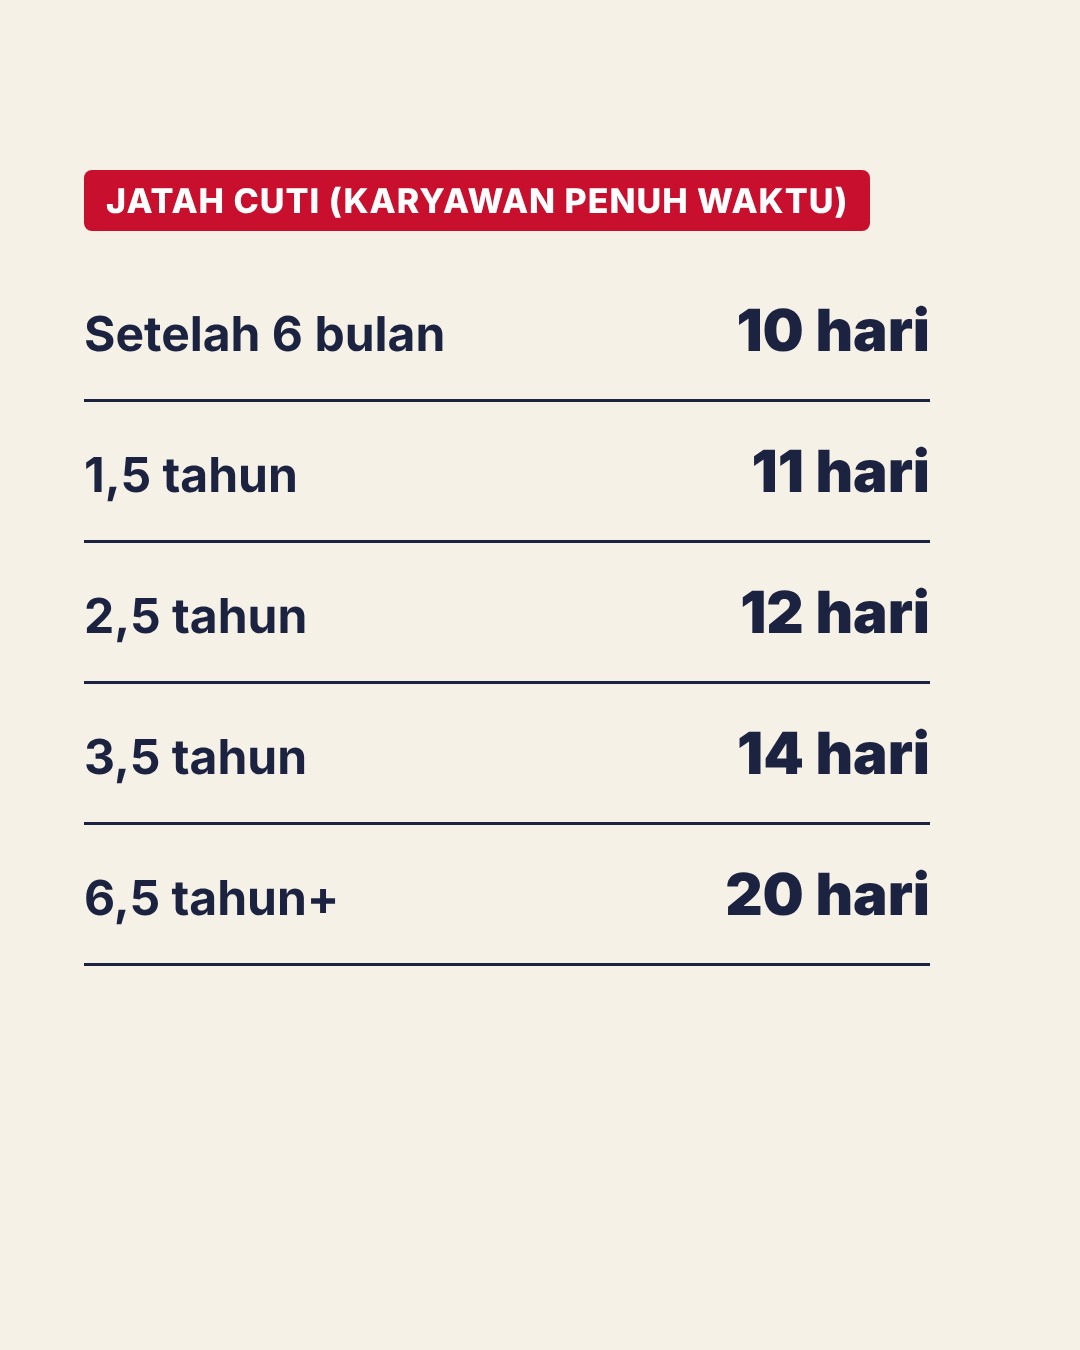 JATAH CUTI (KARYAWAN PENUH WAKTU)
Setelah 6 bulan 10 hari
1,5 tahun 11 hari
2,5 tahun 12 hari
3,5 tahun 14 hari
6,5 tahun+ 20 hari